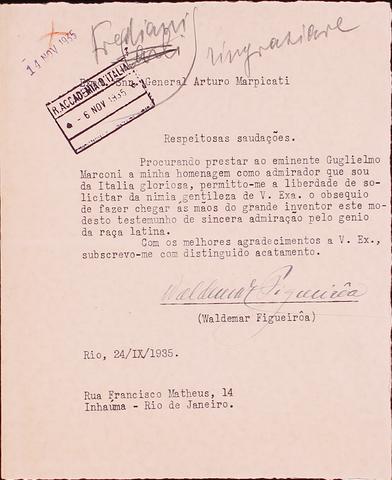 14 NOV 1935
Frediani
ringraziare
R. ACCADEMIA D'ITALIA
- 6 NOV 1935
General Arturo Marpicati
Respeitosas saudações.
Procurando prestar ao eminente Guglielmo
Marconi a minha homenagem como admirador que sou
da Italia gloriosa, permitto-me a liberdade de so-
licitar da nimia gentileza de V. Exa. o obsequio
de fazer chegar as mãos do grande inventor este mo-
desto testemunho de sincera admiração pelo genio
da raça latina.
Com os melhores agradecimentos a V. Ex.,
subscrevo-me com distinguido acatamento.
Waldemar Figueirôa
(Waldemar Figueirôa)
Rio, 24/IX/1935.
Rua Francisco Matheus, 14
Inhaúma - Rio de Janeiro.